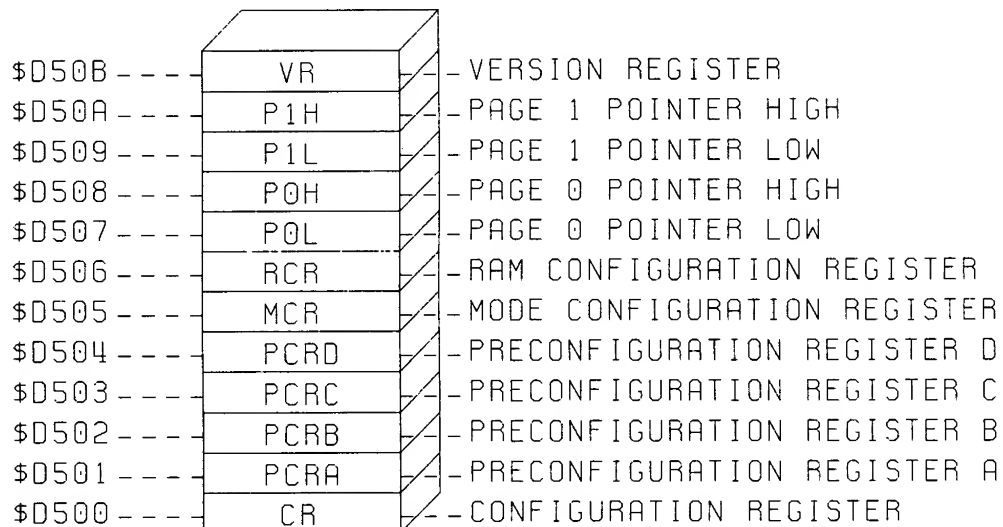 $D50B VR VERSION REGISTER
$D50A P1H PAGE 1 POINTER HIGH
$D509 P1L PAGE 1 POINTER LOW
$D508 P0H PAGE 0 POINTER HIGH
$D507 P0L PAGE 0 POINTER LOW
$D506 RCR RAM CONFIGURATION REGISTER
$D505 MCR MODE CONFIGURATION REGISTER
$D504 PCRD PRECONFIGURATION REGISTER D
$D503 PCRC PRECONFIGURATION REGISTER C
$D502 PCRB PRECONFIGURATION REGISTER B
$D501 PCRA PRECONFIGURATION REGISTER A
$D500 CR CONFIGURATION REGISTER